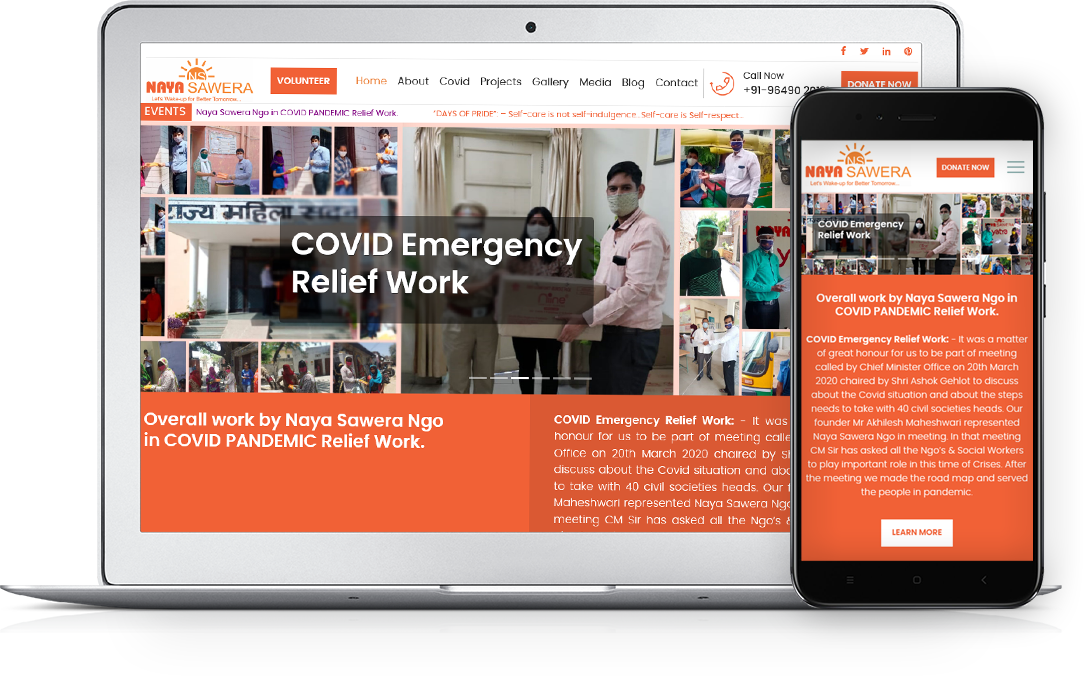 NAYA SAWERA
NS
Let's Wake-up for Better Tomorrow...
VOLUNTEER
Home About Covid Projects Gallery Media Blog Contact
Call Now
+91-96490
DONATE NOW
EVENTS
Naya Sawera Ngo in COVID PANDEMIC Relief Work.
"DAYS OF PRIDE" – Self-care is not self-indulgence...Self-care is Self-respect...
राज्य महिला सदन
COVID Emergency
Relief Work
Overall work by Naya Sawera Ngo
in COVID PANDEMIC Relief Work.
COVID Emergency Relief Work: - It was
honour for us to be part of meeting calle
Office on 20th March 2020 chaired by Sh
discuss about the Covid situation and abo
to take with 40 civil societies heads. Our f
Maheshwari represented Naya Sawera Ngo
meeting CM Sir has asked all the Ngo's &
NAYA SAWERA
NS
Let's Wake-up for Better Tomorrow...
DONATE NOW
COVID Emergency
Relief Work
Overall work by Naya Sawera Ngo in
COVID PANDEMIC Relief Work.
COVID Emergency Relief Work: - It was a matter
of great honour for us to be part of meeting
called by Chief Minister Office on 20th March
2020 chaired by Shri Ashok Gehlot to discuss
about the Covid situation and about the steps
needs to take with 40 civil societies heads. Our
founder Mr Akhilesh Maheshwari represented
Naya Sawera Ngo in meeting. In that meeting
CM Sir has asked all the Ngo's & Social Workers
to play important role in this time of Crises. After
the meeting we made the road map and served
the people in pandemic.
LEARN MORE